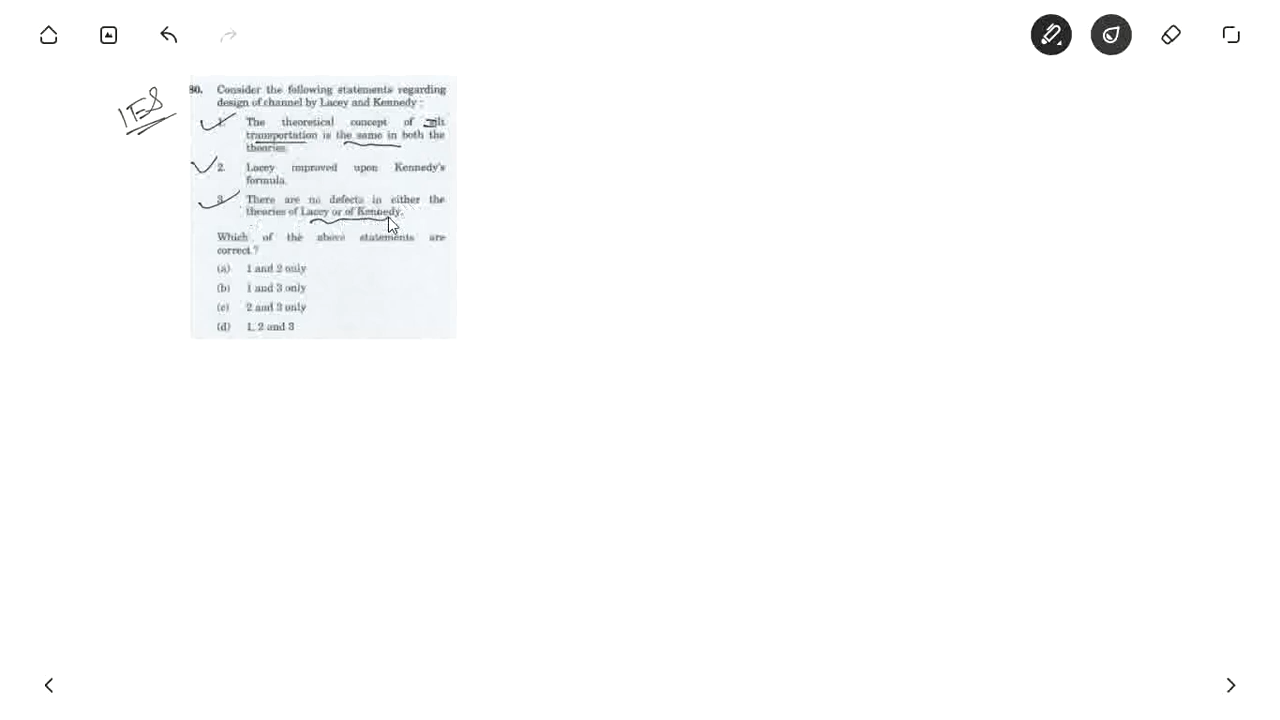 IES
80. Consider the following statements regarding
design of channel by Lacey and Kennedy :
1. The theoretical concept of silt
transportation is the same in both the
theories.
2. Lacey improved upon Kennedy's
formula.
3. There are no defects in either the
theories of Lacey or of Kennedy.
Which of the above statements are
correct ?
(a) 1 and 2 only
(b) 1 and 3 only
(c) 2 and 3 only
(d) 1, 2 and 3